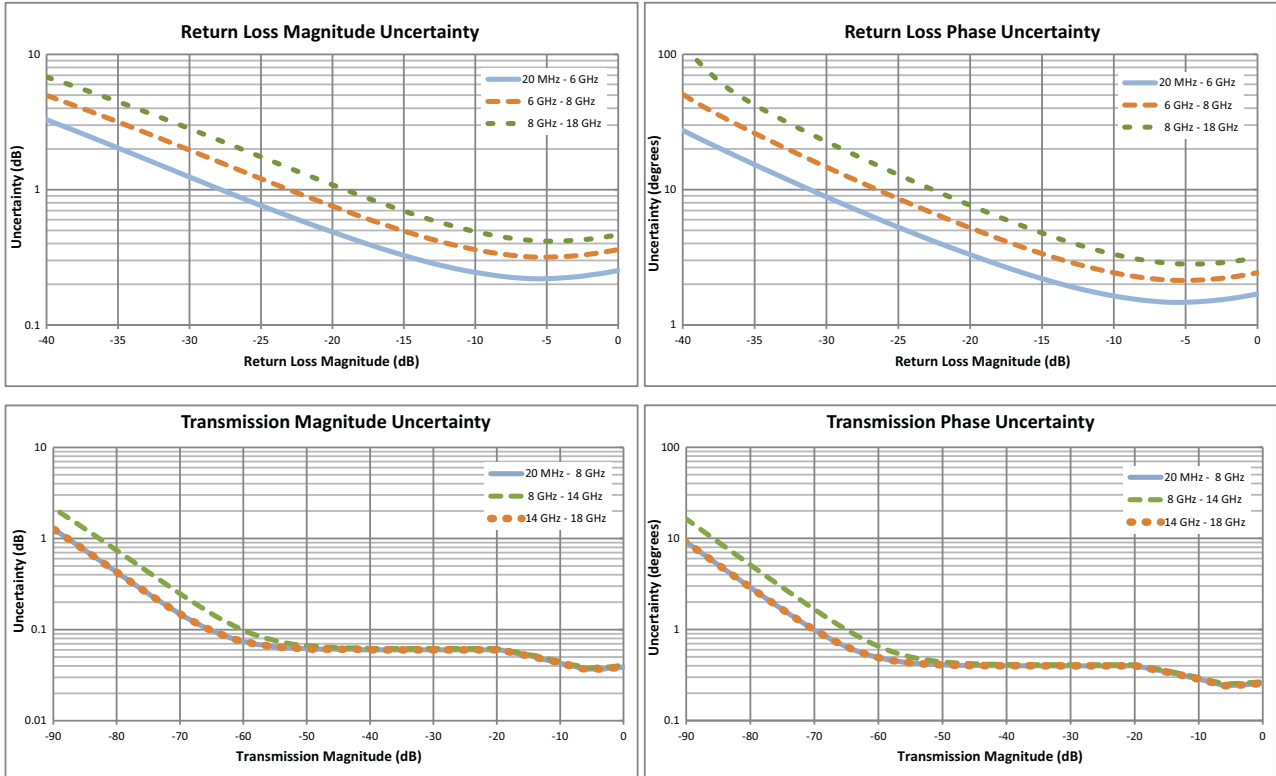 Return Loss Magnitude Uncertainty
10
1
0.1
Uncertainty (dB)
20 MHz - 6 GHz
6 GHz - 8 GHz
8 GHz - 18 GHz
-40 -35 -30 -25 -20 -15 -10 -5 0
Return Loss Magnitude (dB)
Return Loss Phase Uncertainty
100
10
1
Uncertainty (degrees)
20 MHz - 6 GHz
6 GHz - 8 GHz
8 GHz - 18 GHz
-40 -35 -30 -25 -20 -15 -10 -5 0
Return Loss Magnitude (dB)
Transmission Magnitude Uncertainty
10
1
0.1
0.01
Uncertainty (dB)
20 MHz - 8 GHz
8 GHz - 14 GHz
14 GHz - 18 GHz
-90 -80 -70 -60 -50 -40 -30 -20 -10 0
Transmission Magnitude (dB)
Transmission Phase Uncertainty
100
10
1
0.1
Uncertainty (degrees)
20 MHz - 8 GHz
8 GHz - 14 GHz
14 GHz - 18 GHz
-90 -80 -70 -60 -50 -40 -30 -20 -10 0
Transmission Magnitude (dB)